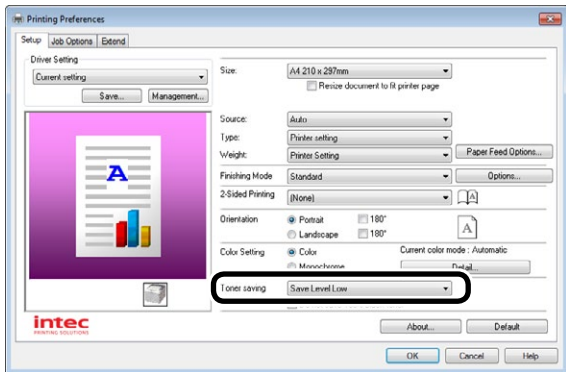 Printing Preferences
Setup Job Options Extend
Driver Setting
Current setting
Save... Management...
Size: A4 210 x 297mm
Resize document to fit printer page
Source: Auto
Type: Printer setting
Weight: Printer Setting Paper Feed Options...
Finishing Mode Standard Options...
2-Sided Printing (None) A
Orientation Portrait 180°
Landscape 180° A
Color Setting Color Current color mode : Automatic
Monochrome Detail...
Toner saving Save Level Low
A
intec
PRINTING SOLUTIONS
About... Default
OK Cancel Help